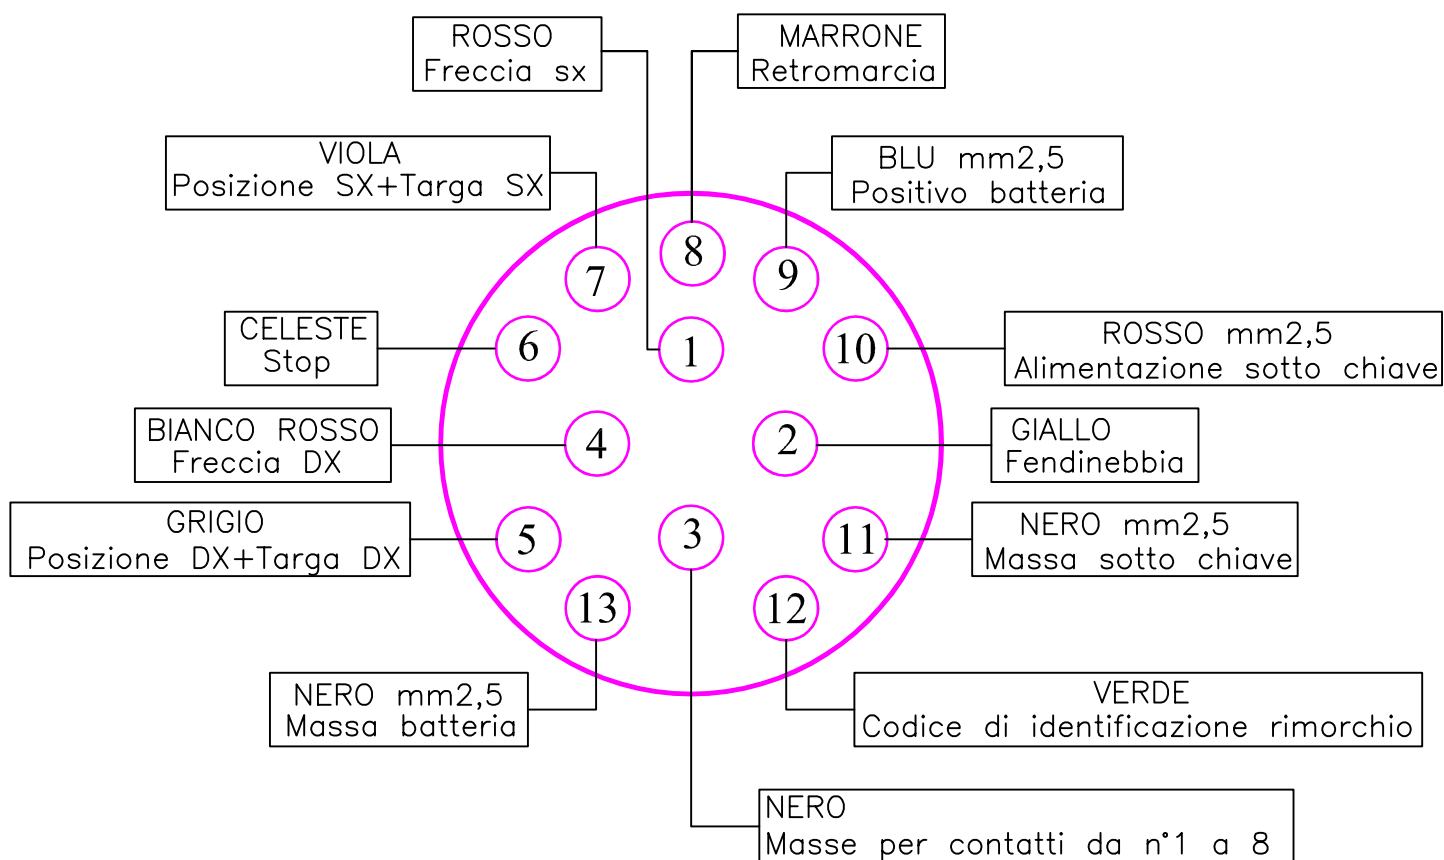 ROSSO
Freccia sx
MARRONE
Retromarcia
VIOLA
Posizione SX+Targa SX
BLU mm2,5
Positivo batteria
8
7
9
CELESTE
Stop
6
1
10
ROSSO mm2,5
Alimentazione sotto chiave
BIANCO ROSSO
Freccia DX
4
2
GIALLO
Fendinebbia
GRIGIO
Posizione DX+Targa DX
5
3
11
NERO mm2,5
Massa sotto chiave
13
12
NERO mm2,5
Massa batteria
VERDE
Codice di identificazione rimorchio
NERO
Masse per contatti da n°1 a 8